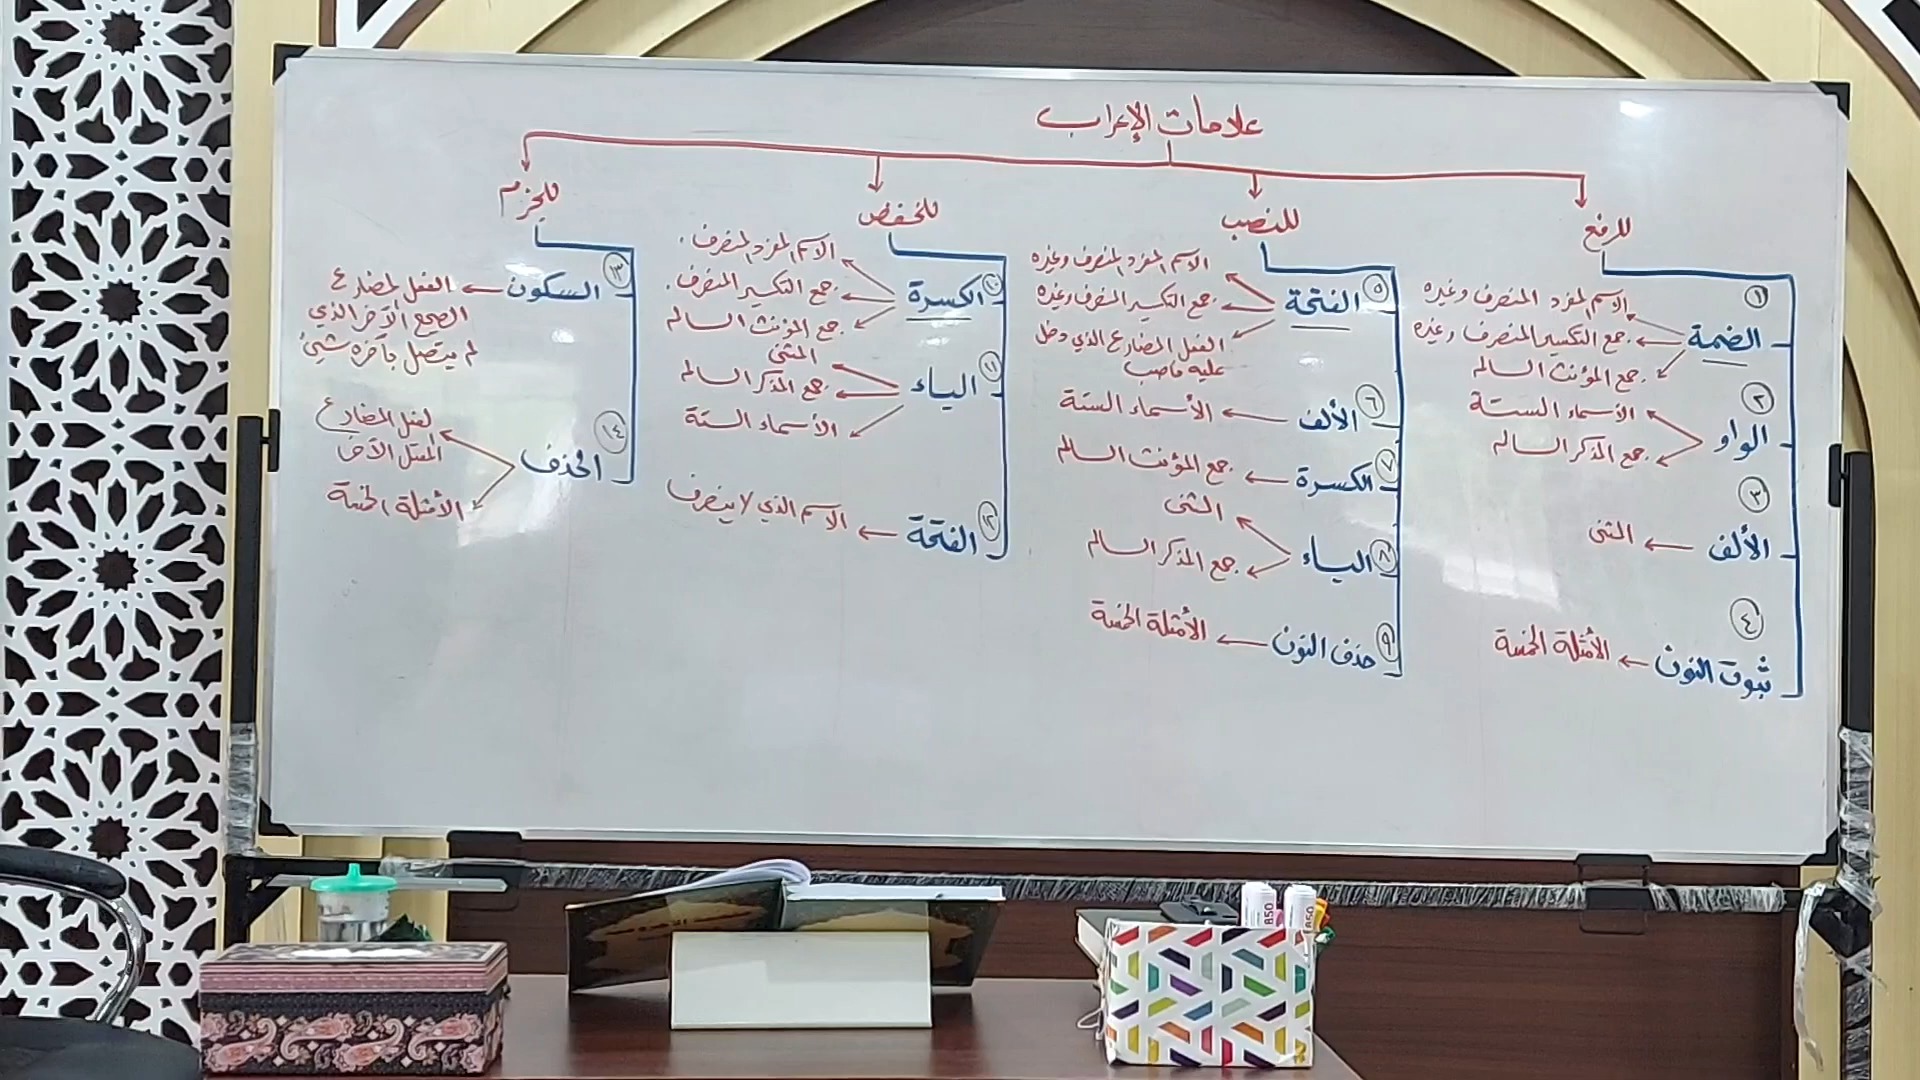 علامات الإعراب
للرفع
١
الضمة
الاسم المفرد المنصرف وغيره
جمع التكسير المنصرف وغيره
جمع المؤنث السالم
٢
الواو
الأسماء الستة
جمع المذكر السالم
٣
الألف
المثنى
٤
ثبوت النون
الأمثلة الخمسة
للنصب
٥
الفتحة
الاسم المفرد المنصرف وغيره
جمع التكسير المنصرف وغيره
الفعل المضارع الذي دخل
عليه ناصب
٦
الألف
الأسماء الستة
٧
الكسرة
جمع المؤنث السالم
٨
الياء
المثنى
جمع المذكر السالم
٩
حذف النون
الأمثلة الخمسة
للخفض
١٠
الكسرة
الاسم المفرد المنصرف.
جمع التكسير المنصرف.
جمع المؤنث السالم
١١
الياء
المثنى
جمع المذكر السالم
الأسماء الستة
١٢
الفتحة
الاسم الذي لا ينصرف
للجزم
١٣
السكون
الفعل المضارع
الصحيح الآخر الذي
لم يتصل بآخره شيئ
١٤
الحذف
لفعل المضارع
المعتل الآخر
الأمثلة الخمسة
850
850